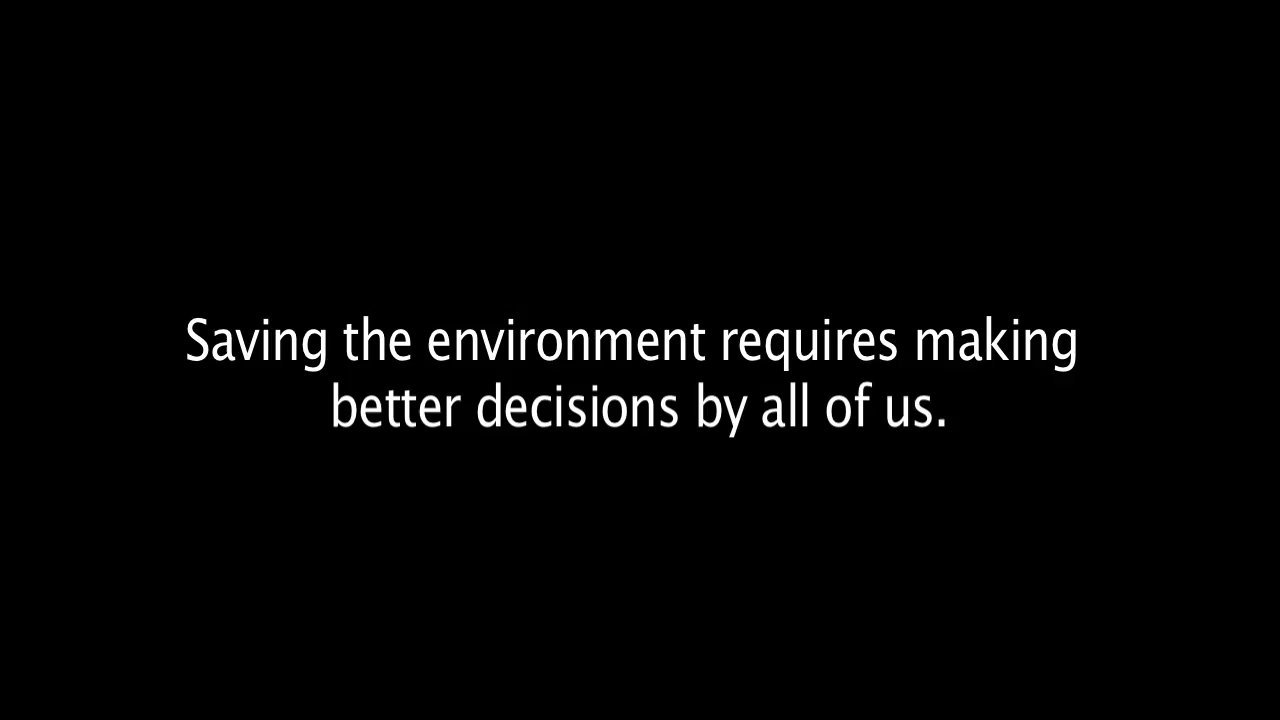 Saving the environment requires making
better decisions by all of us.